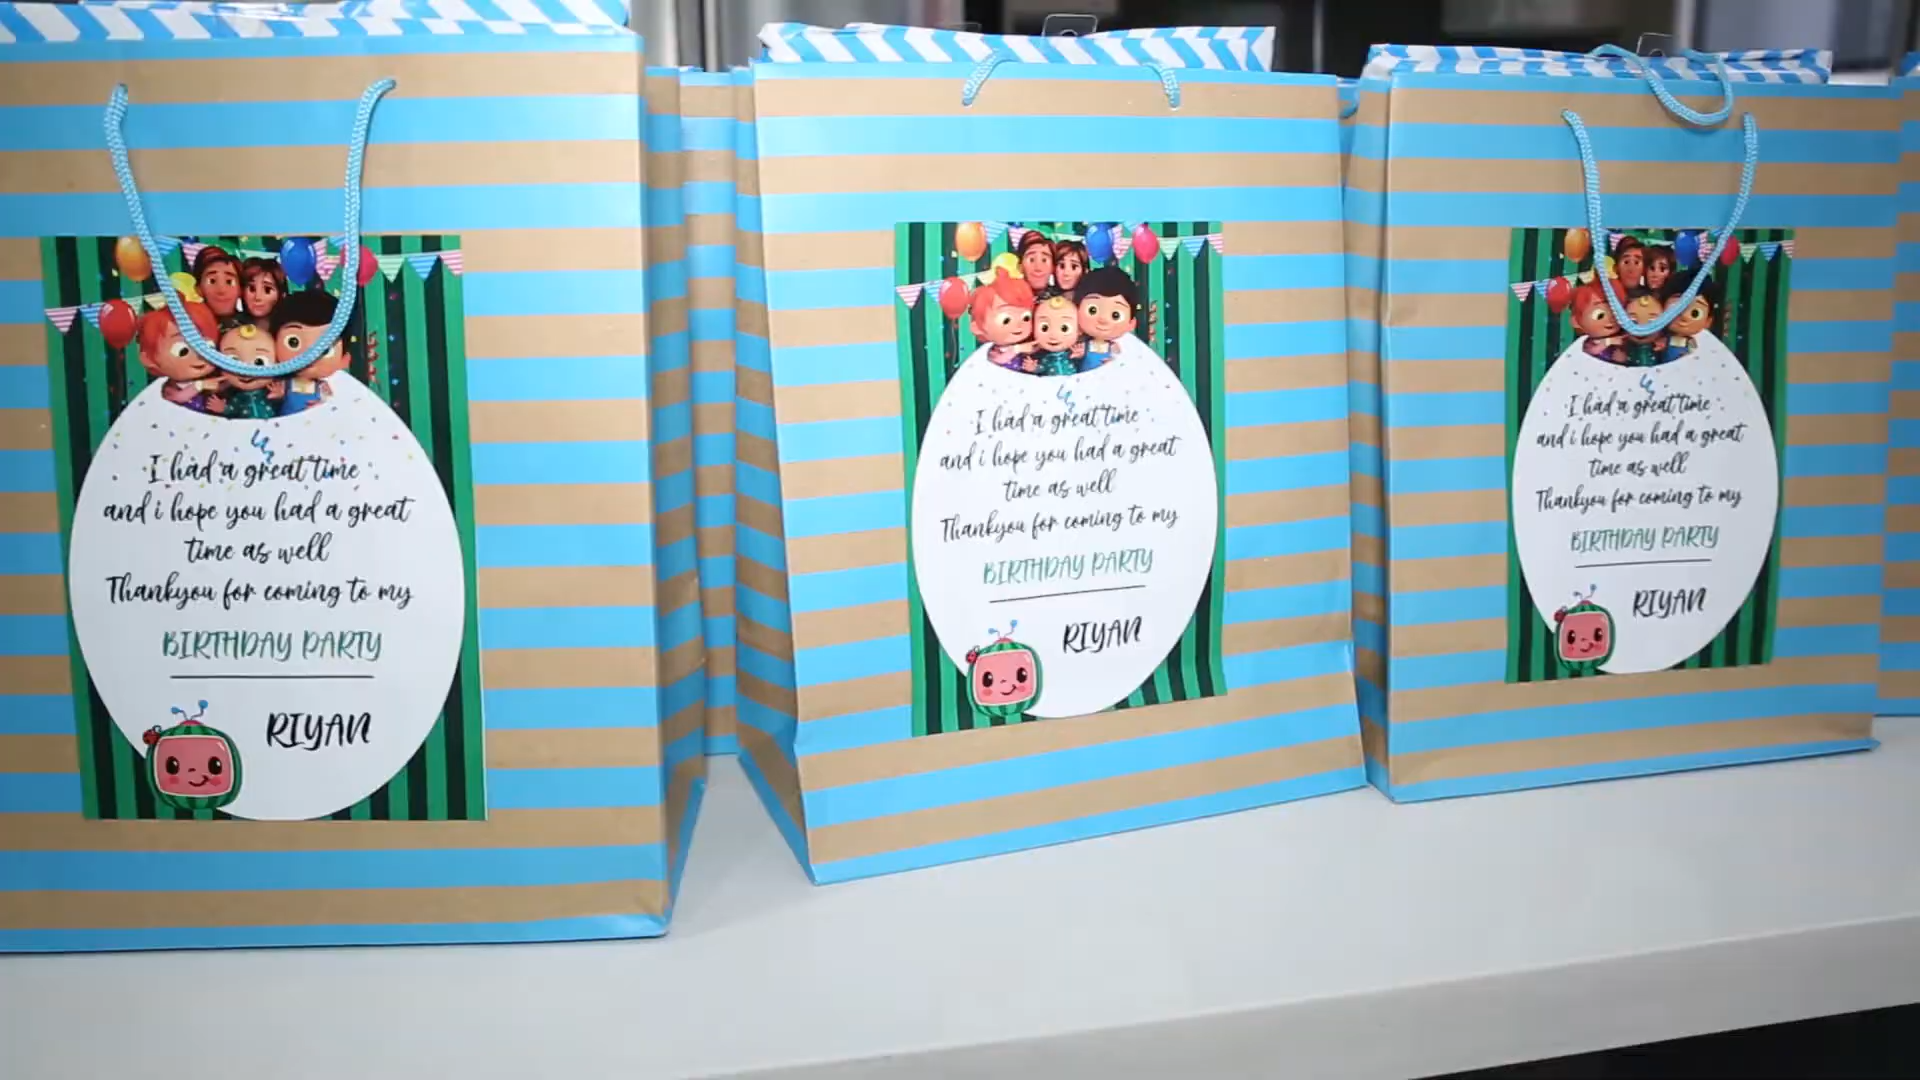 I had a great time
and i hope you had a great
time as well
Thankyou for coming to my
BIRTHDAY PARTY
RIYAN
I had a great time
and i hope you had a great
time as well
Thankyou for coming to my
BIRTHDAY PARTY
RIYAN
I had a great time
and i hope you had a great
time as well
Thankyou for coming to my
BIRTHDAY PARTY
RIYAN